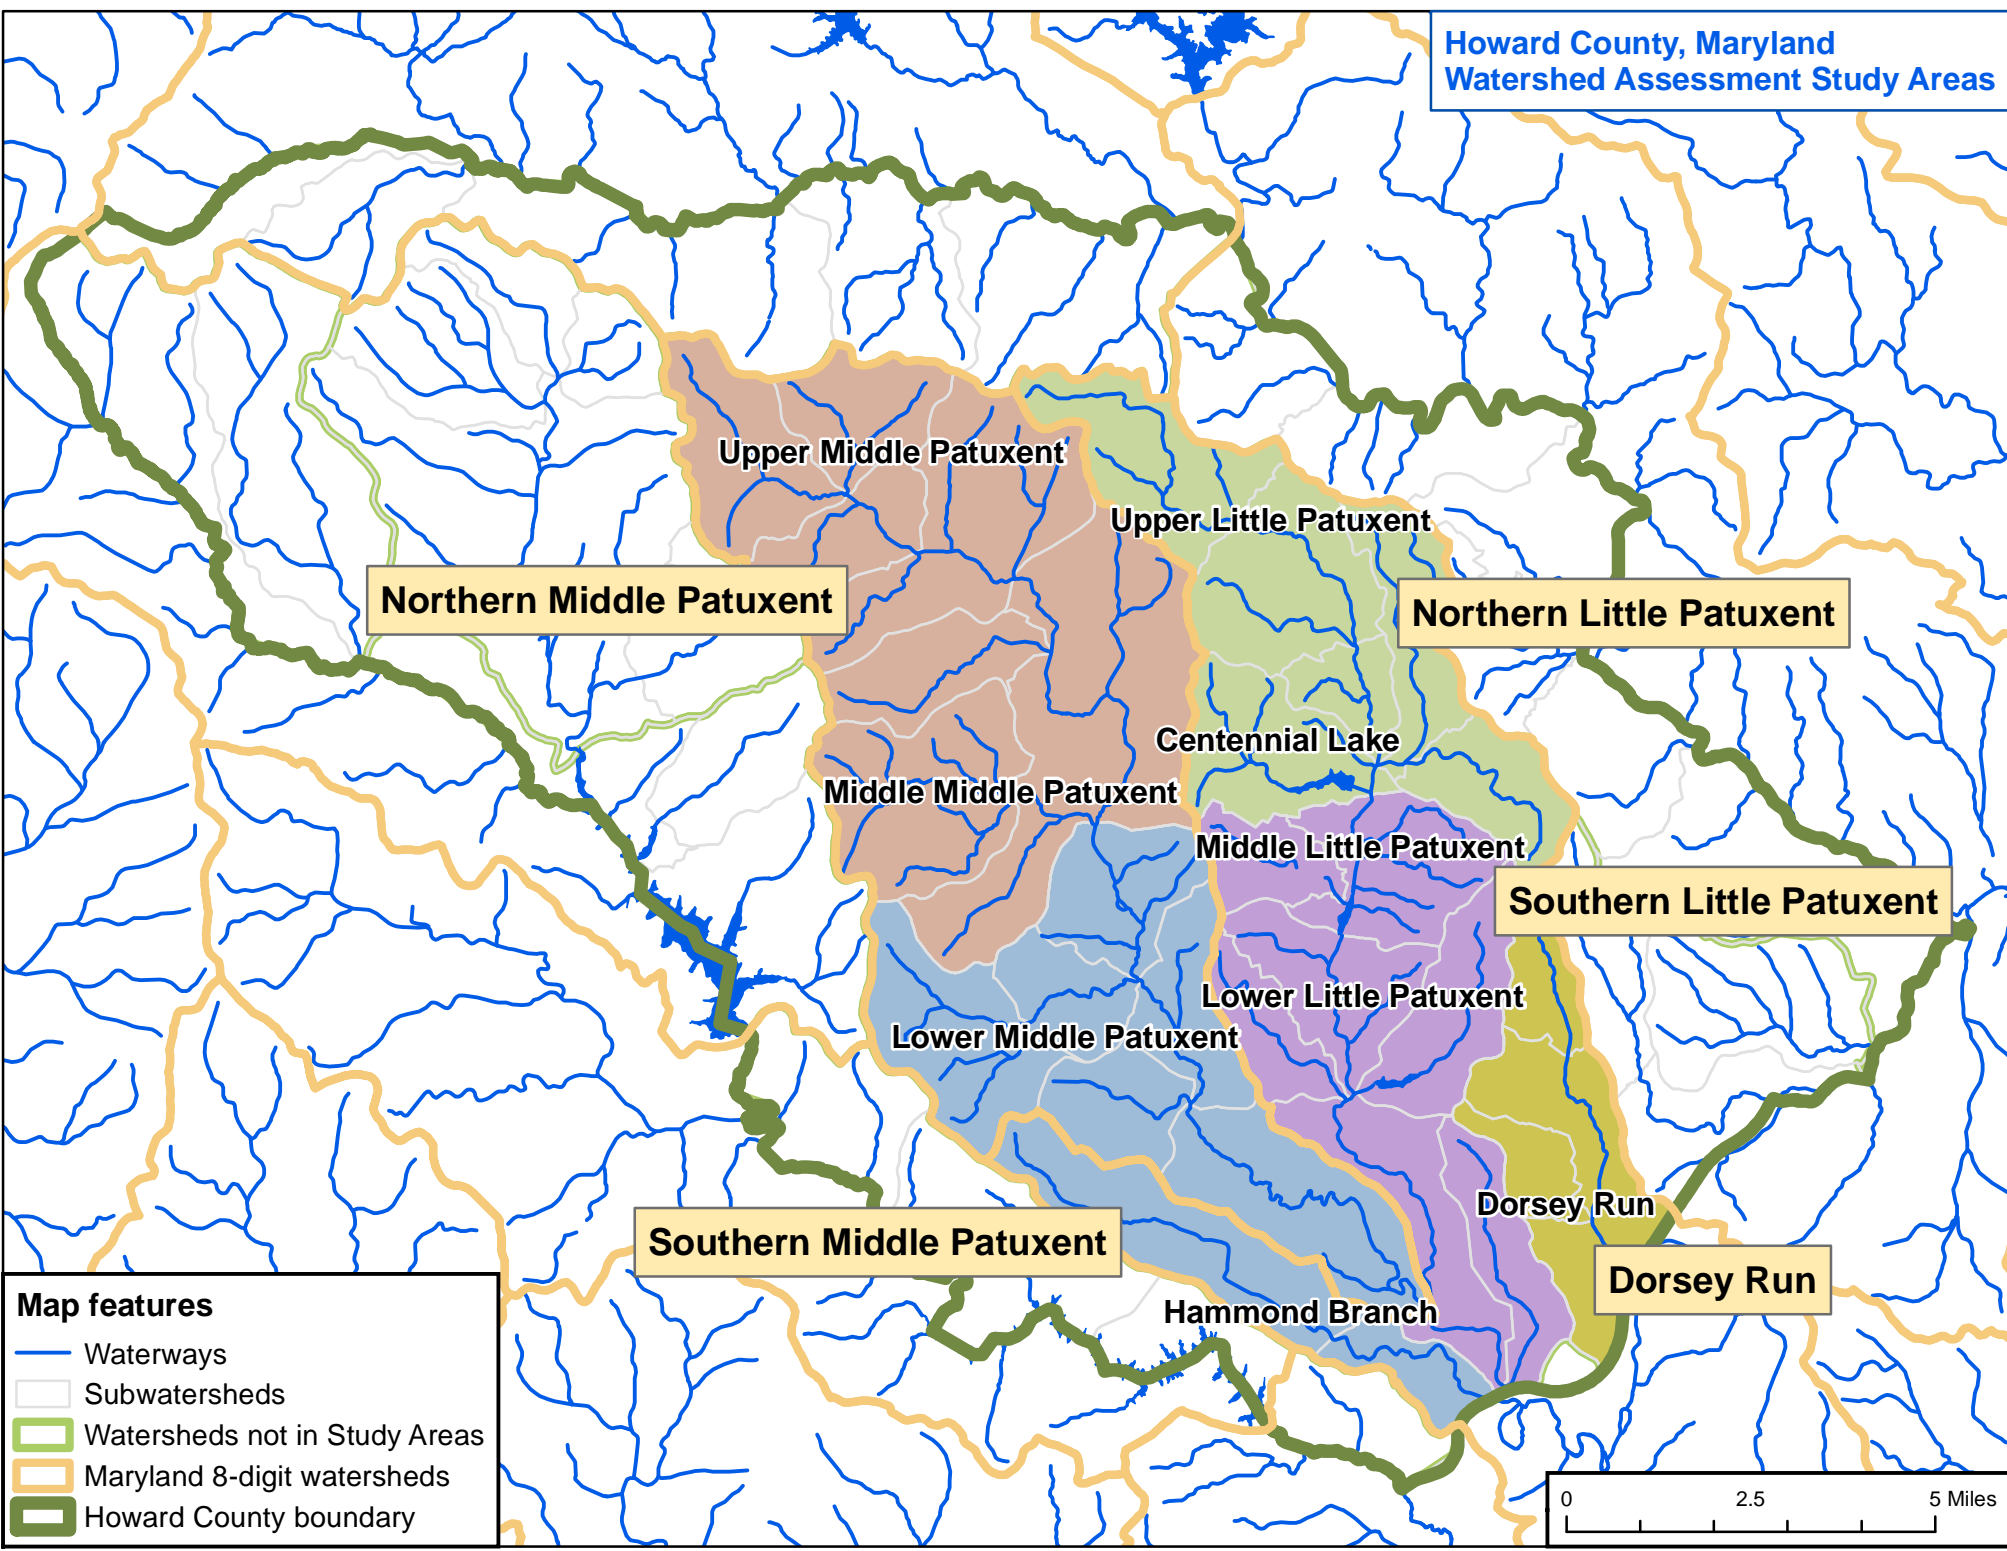 Howard County, Maryland
Watershed Assessment Study Areas
Upper Middle Patuxent
Upper Little Patuxent
Northern Middle Patuxent
Northern Little Patuxent
Centennial Lake
Middle Middle Patuxent
Middle Little Patuxent
Southern Little Patuxent
Lower Little Patuxent
Lower Middle Patuxent
Dorsey Run
Southern Middle Patuxent
Dorsey Run
Hammond Branch
Map features
Waterways
Subwatersheds
Watersheds not in Study Areas
Maryland 8-digit watersheds
Howard County boundary
0 2.5 5 Miles